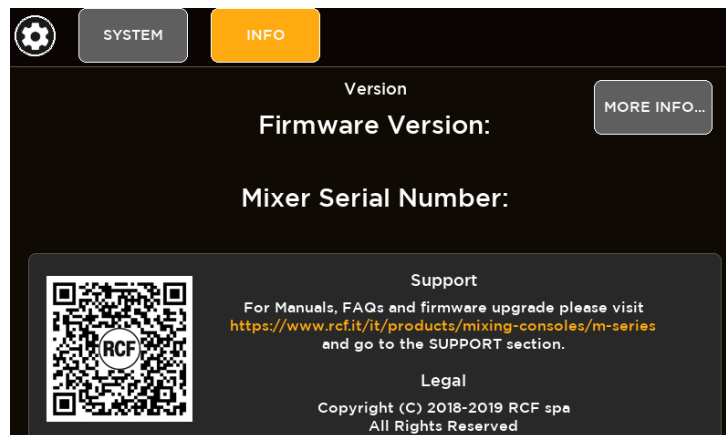 SYSTEM
INFO
Version
MORE INFO...
Firmware Version:
Mixer Serial Number:
Support
For Manuals, FAQs and firmware upgrade please visit
https://www.rcf.it/it/products/mixing-consoles/m-series
and go to the SUPPORT section.
RCF
Legal
Copyright (C) 2018-2019 RCF spa
All Rights Reserved